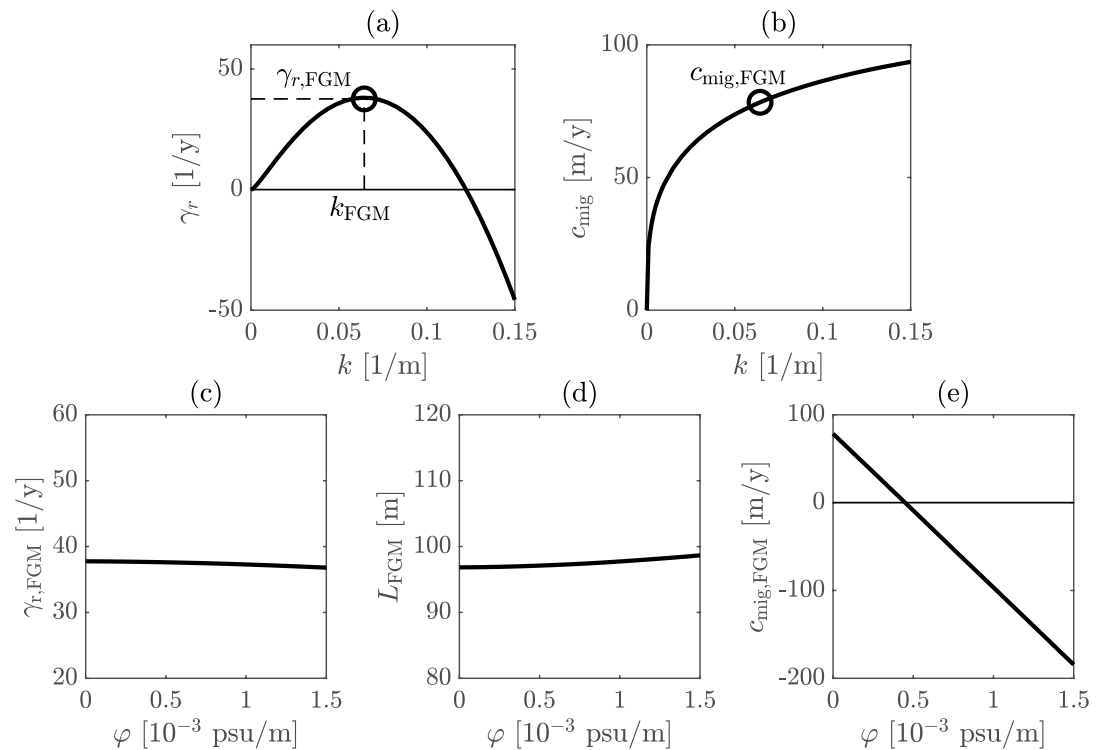 (a)
γr,FGM
50
0
-50
γr [1/y]
kFGM
0 0.05 0.1 0.15
k [1/m]
(b)
cmig,FGM
100
50
0
cmig [m/y]
0 0.05 0.1 0.15
k [1/m]
(c)
60
50
40
30
20
γr,FGM [1/y]
0 0.5 1 1.5
φ [10⁻³ psu/m]
(d)
120
110
100
90
80
LFGM [m]
0 0.5 1 1.5
φ [10⁻³ psu/m]
(e)
100
0
-100
-200
cmig,FGM [m/y]
0 0.5 1 1.5
φ [10⁻³ psu/m]